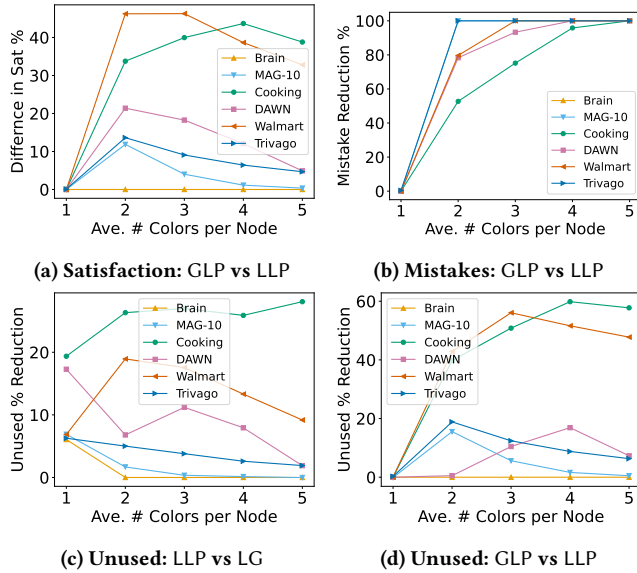 Differnce in Sat %
40
30
20
10
0
1 2 3 4 5
Ave. # Colors per Node
Brain
MAG-10
Cooking
DAWN
Walmart
Trivago
(a) Satisfaction: GLP vs LLP
Mistake Reduction %
100
80
60
40
20
0
1 2 3 4 5
Ave. # Colors per Node
Brain
MAG-10
Cooking
DAWN
Walmart
Trivago
(b) Mistakes: GLP vs LLP
Unused % Reduction
20
10
0
1 2 3 4 5
Ave. # Colors per Node
Brain
MAG-10
Cooking
DAWN
Walmart
Trivago
(c) Unused: LLP vs LG
Unused % Reduction
60
40
20
0
1 2 3 4 5
Ave. # Colors per Node
Brain
MAG-10
Cooking
DAWN
Walmart
Trivago
(d) Unused: GLP vs LLP